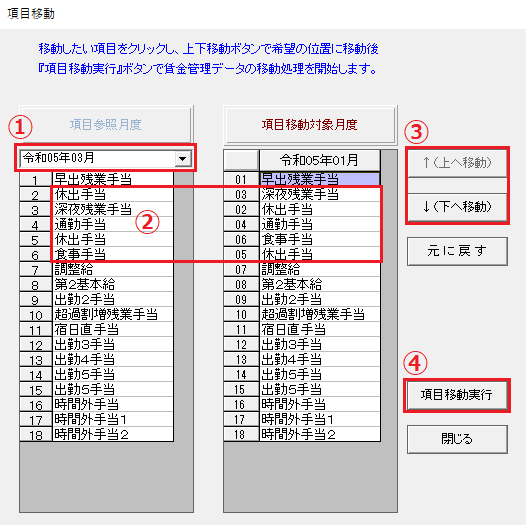 項目移動
移動したい項目をクリックし、上下移動ボタンで希望の位置に移動後
『項目移動実行』ボタンで賃金管理データの移動処理を開始します。
①
項目参照月度
令和05年03月
1 早出残業手当
2 休出手当
3 深夜残業手当
4 通勤手当
5 休出手当
6 食事手当
7 調整給
8 第2基本給
9 出勤2手当
10 超過割増残業手当
11 宿日直手当
12 出勤3手当
13 出勤4手当
14 出勤5手当
15 出勤5手当
16 時間外手当
17 時間外手当1
18 時間外手当2
②
項目移動対象月度
令和05年01月
01 早出残業手当
03 深夜残業手当
02 休出手当
04 通勤手当
06 食事手当
05 休出手当
07 調整給
08 第2基本給
09 出勤2手当
10 超過割増残業手当
11 宿日直手当
12 出勤3手当
13 出勤4手当
14 出勤5手当
15 出勤5手当
16 時間外手当
17 時間外手当1
18 時間外手当2
③
↑(上へ移動)
↓(下へ移動)
元に戻す
④
項目移動実行
閉じる